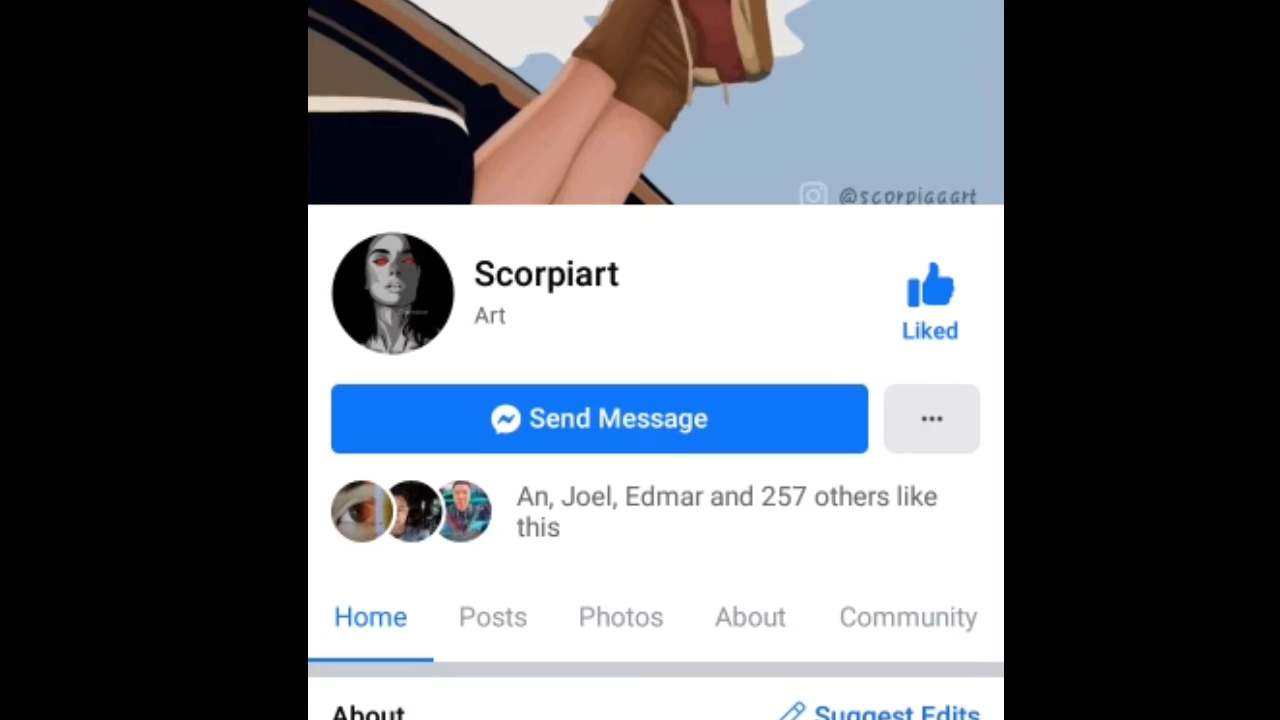 @scorpiaart
Scorpiart
Art
Liked
Send Message
An, Joel, Edmar and 257 others like
this
Home
Posts
Photos
About
Community
About
Suggest Edits